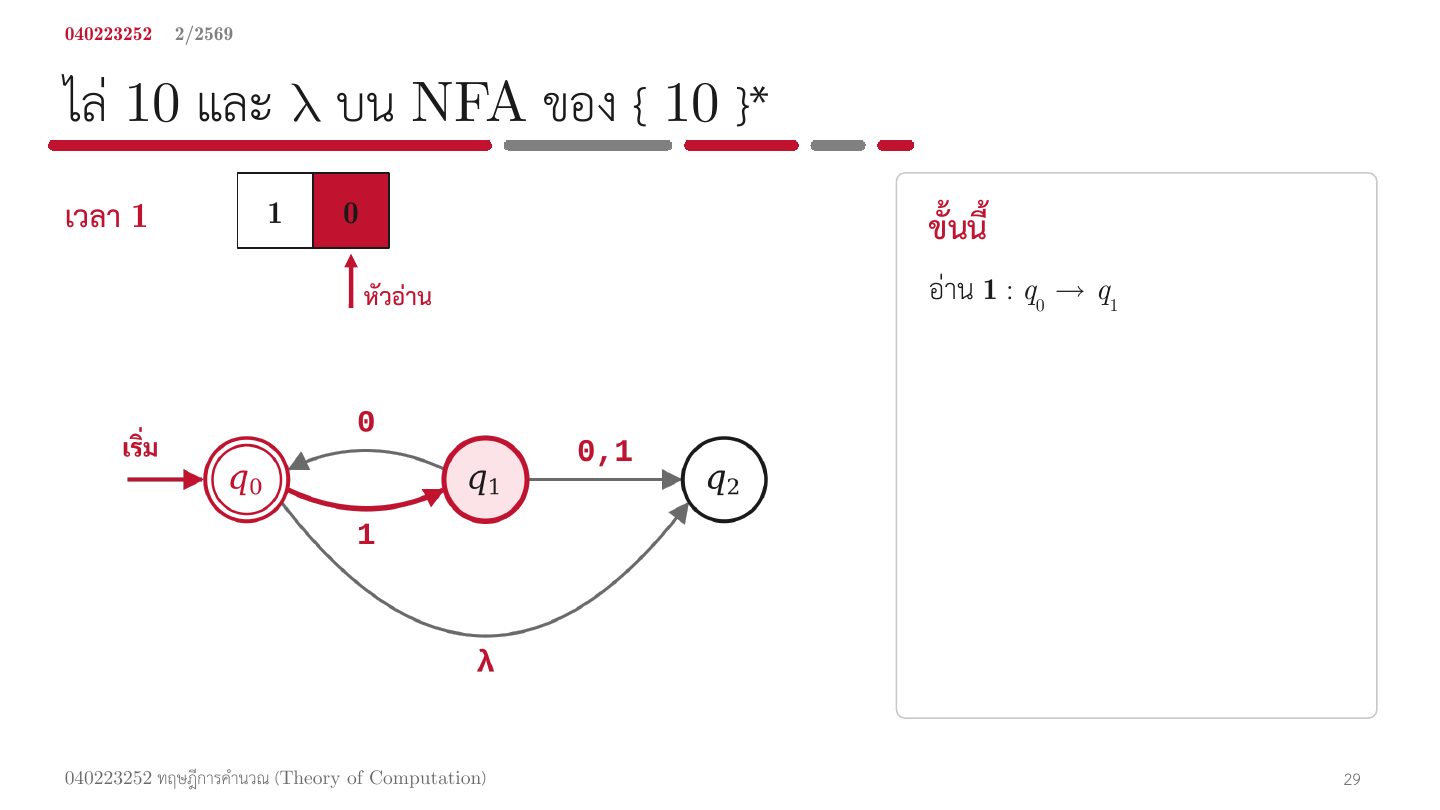 040223252 2/2569
ไล่ 10 และ λ บน NFA ของ { 10 }*
เวลา 1
1 0
หัวอ่าน
ขั้นนี้
อ่าน 1 : q0 → q1
0
เริ่ม
0,1
q0 q1 q2
1
λ
040223252 ทฤษฎีการคำนวณ (Theory of Computation)
29